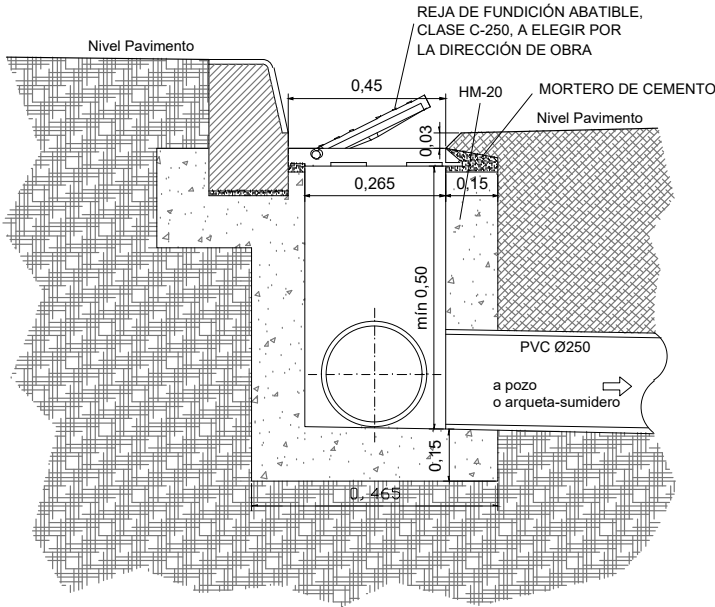 REJA DE FUNDICIÓN ABATIBLE,
CLASE C-250, A ELEGIR POR
LA DIRECCIÓN DE OBRA
Nivel Pavimento
0,45
HM-20
MORTERO DE CEMENTO
Nivel Pavimento
0,03
0,265
0,15
mín 0,50
PVC Ø250
a pozo
o arqueta-sumidero
0,15
0,465